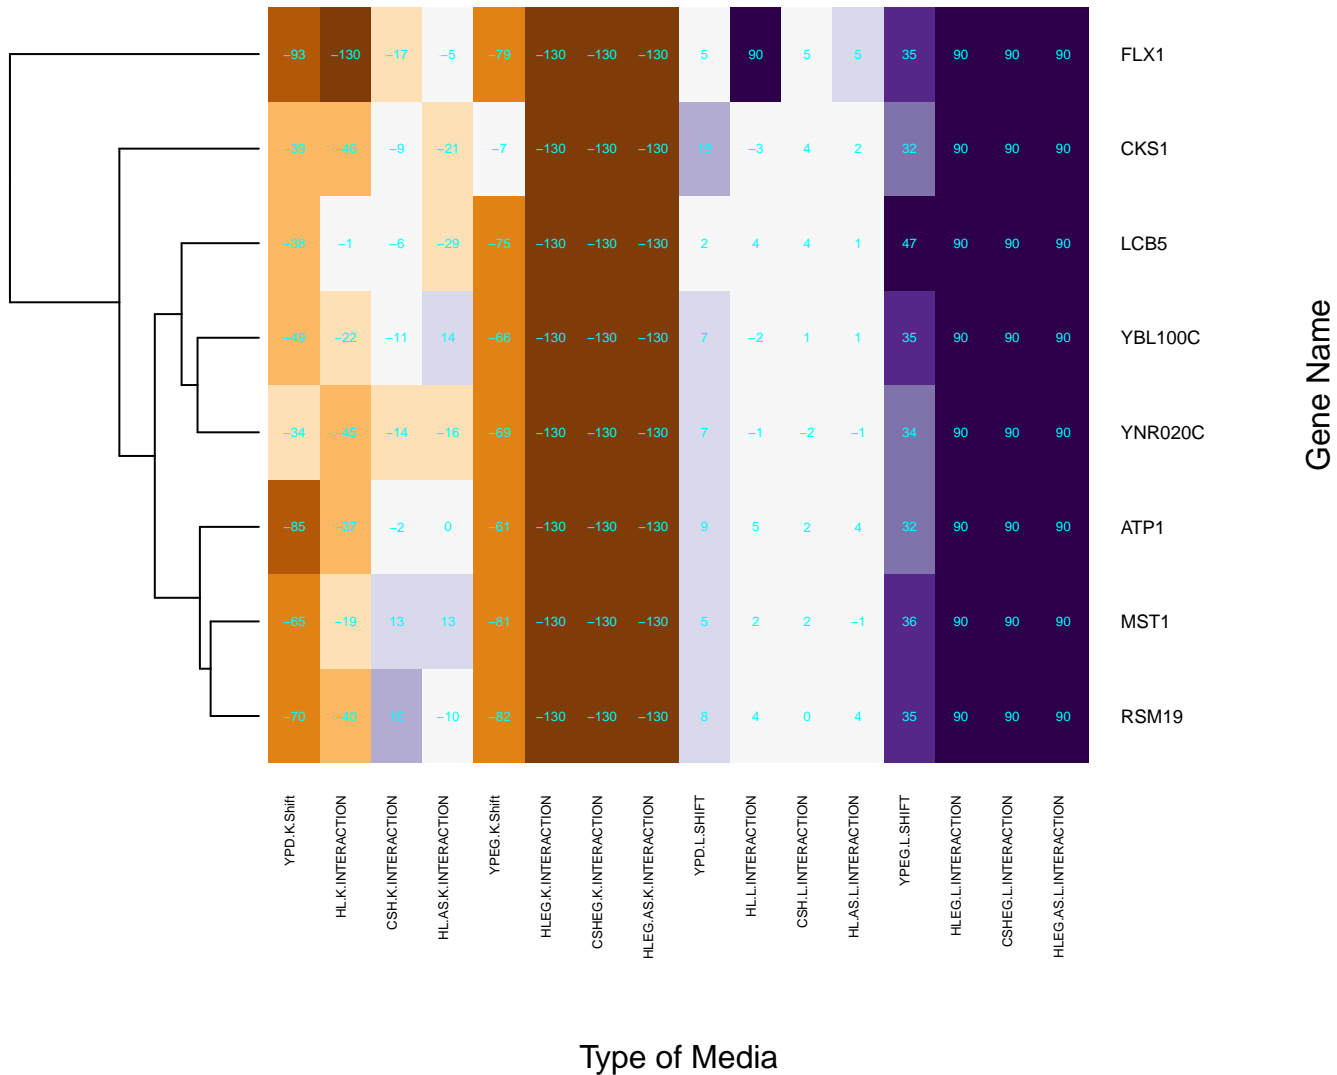 −93 −130 −17 −5 −79 −130 −130 −130 5 90 5 5 35 90 90 90 FLX1
−39 −46 −9 −21 −7 −130 −130 −130 −3 4 2 32 90 90 90 CKS1
−38 −1 −6 −29 −75 −130 −130 −130 2 4 4 1 47 90 90 90 LCB5
−49 −22 −11 14 −66 −130 −130 −130 7 −2 1 1 35 90 90 90 YBL100C
−34 −45 −14 −16 −69 −130 −130 −130 7 −1 −2 −1 34 90 90 90 YNR020C
−85 −37 −2 0 −61 −130 −130 −130 9 5 2 4 32 90 90 90 ATP1
−65 −19 13 13 −81 −130 −130 −130 5 2 2 −1 36 90 90 90 MST1
−70 −40 −10 −82 −130 −130 −130 8 4 0 4 35 90 90 90 RSM19
Gene Name
YPD.K.Shift
HL.K.INTERACTION
CSH.K.INTERACTION
HL.AS.K.INTERACTION
YPEG.K.Shift
HLEG.K.INTERACTION
CSHEG.K.INTERACTION
HLEG.AS.K.INTERACTION
YPD.L.SHIFT
HL.L.INTERACTION
CSH.L.INTERACTION
HL.AS.L.INTERACTION
YPEG.L.SHIFT
HLEG.L.INTERACTION
CSHEG.L.INTERACTION
HLEG.AS.L.INTERACTION
Type of Media